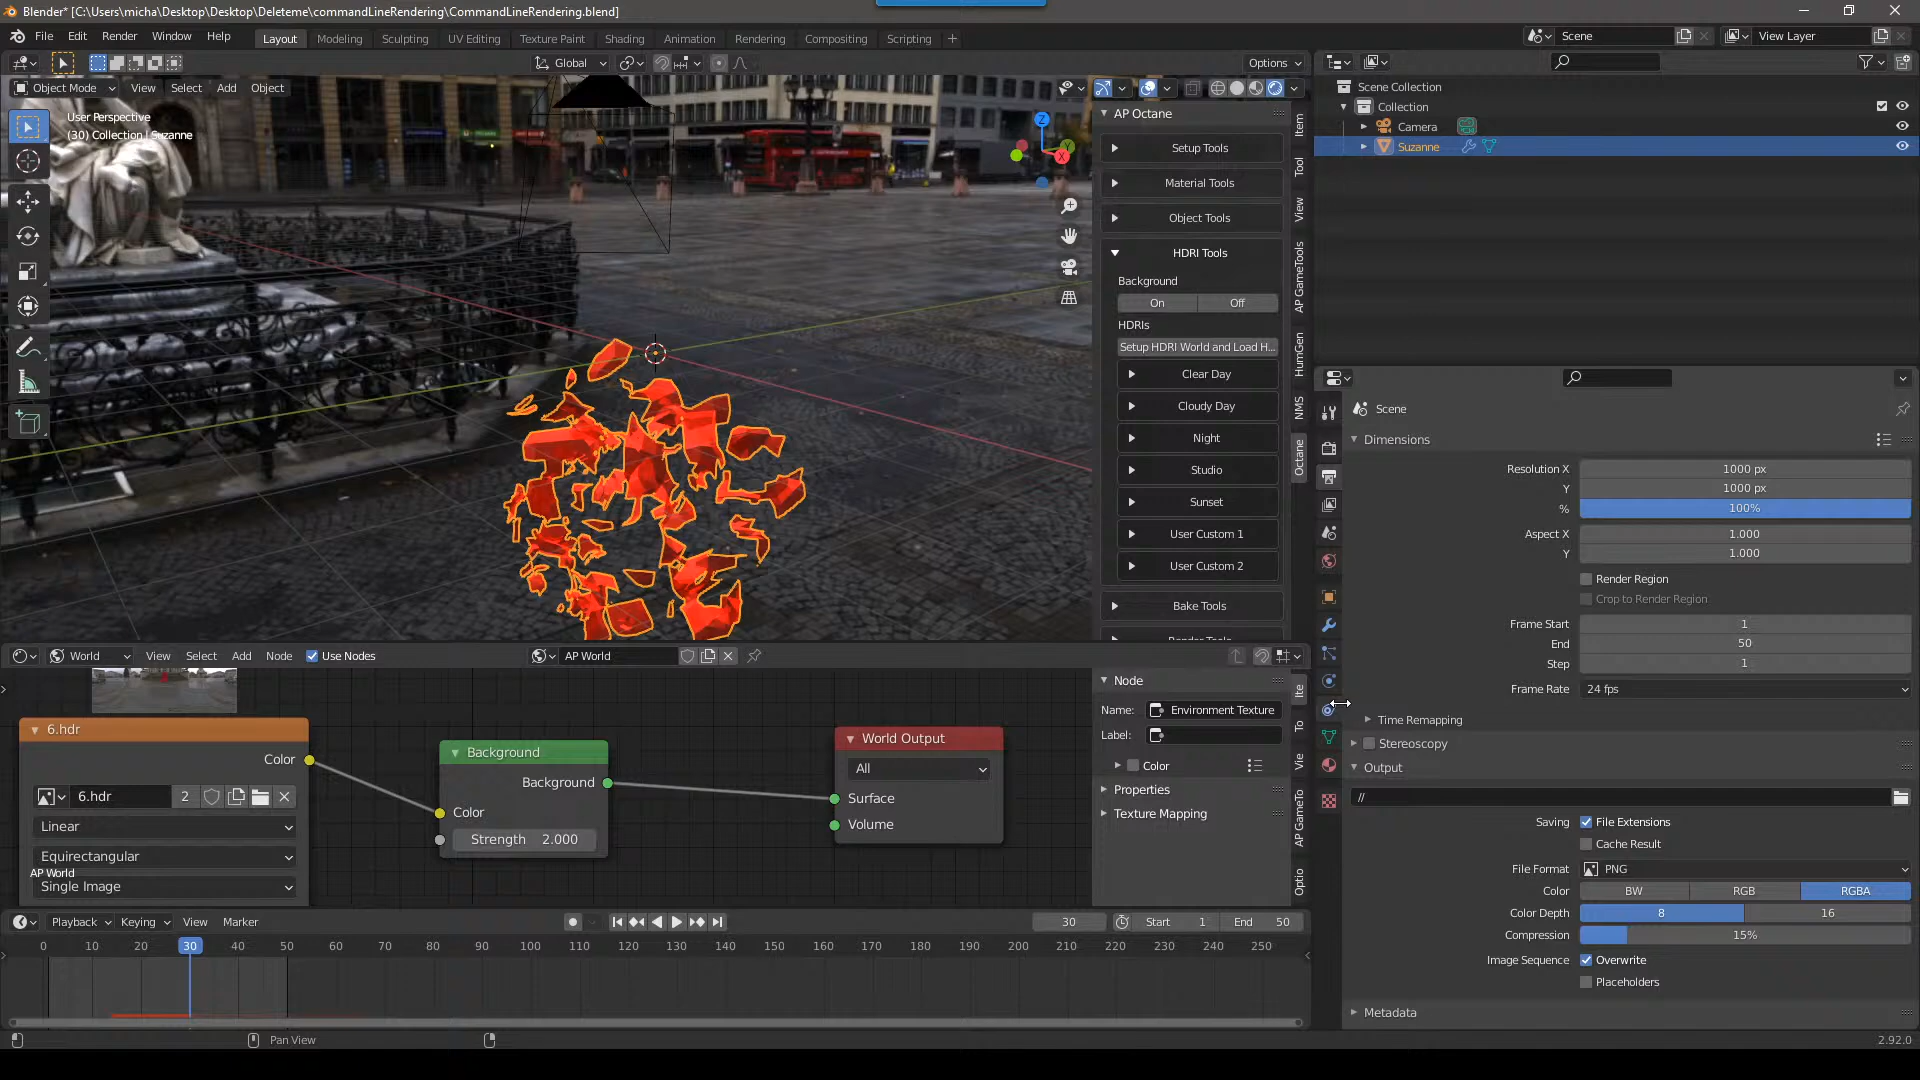 Blender* [C:\Users\micha\Desktop\Desktop\Deleteme\commandLineRendering\CommandLineRendering.blend]
File Edit Render Window Help
Layout Modeling Sculpting UV Editing Texture Paint Shading Animation Rendering Compositing Scripting
Scene View Layer
Global Options
Object Mode View Select Add Object
User Perspective
(30) Collection | Suzanne
Z
Y
X
AP Octane
Setup Tools
Material Tools
Object Tools
HDRI Tools
Background
On Off
HDRIs
Setup HDRI World and Load H...
Clear Day
Cloudy Day
Night
Studio
Sunset
User Custom 1
User Custom 2
Bake Tools
Item
Tool
View
AP GameTools
HumGen
NMS
Octane
Scene Collection
Collection
Camera
Suzanne
Scene
Dimensions
Resolution X 1000 px
Y 1000 px
% 100%
Aspect X 1.000
Y 1.000
Render Region
Crop to Render Region
Frame Start 1
End 50
Step 1
Frame Rate 24 fps
Time Remapping
Stereoscopy
Output
//
Saving File Extensions
Cache Result
File Format PNG
Color BW RGB RGBA
Color Depth 8 16
Compression 15%
Image Sequence Overwrite
Placeholders
Metadata
World View Select Add Node Use Nodes AP World
6.hdr
Color
6.hdr 2
Linear
Equirectangular
AP World
Single Image
Background
Background
Color
Strength 2.000
World Output
All
Surface
Volume
Node
Name: Environment Texture
Label:
Color
Properties
Texture Mapping
Ite
To
Vie
AP GameTo
Optio
Playback Keying View Marker 30 Start 1 End 50
0 10 20 30 40 50 60 70 80 90 100 110 120 130 140 150 160 170 180 190 200 210 220 230 240 250
Pan View 2.92.0